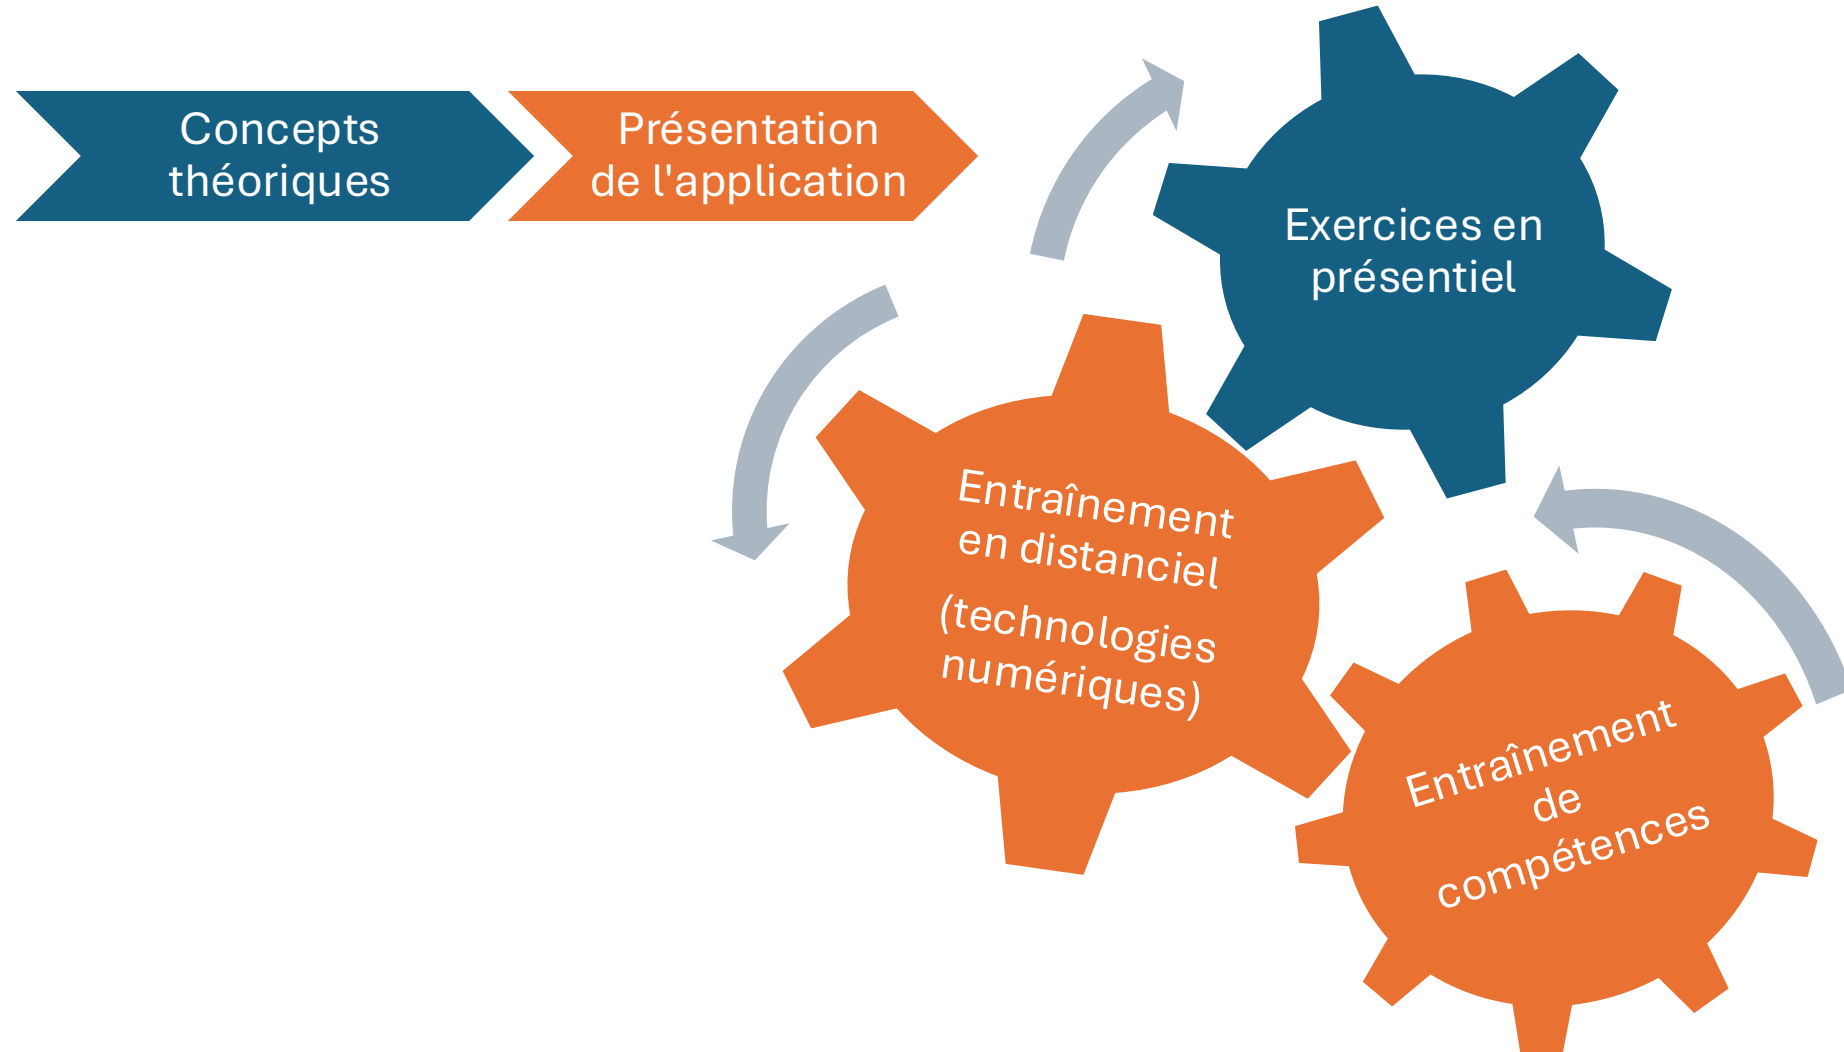 Concepts
théoriques
Présentation
de l'application
Exercices en
présentiel
Entraînement
en distanciel
(technologies
numériques)
Entraînement
de
compétences